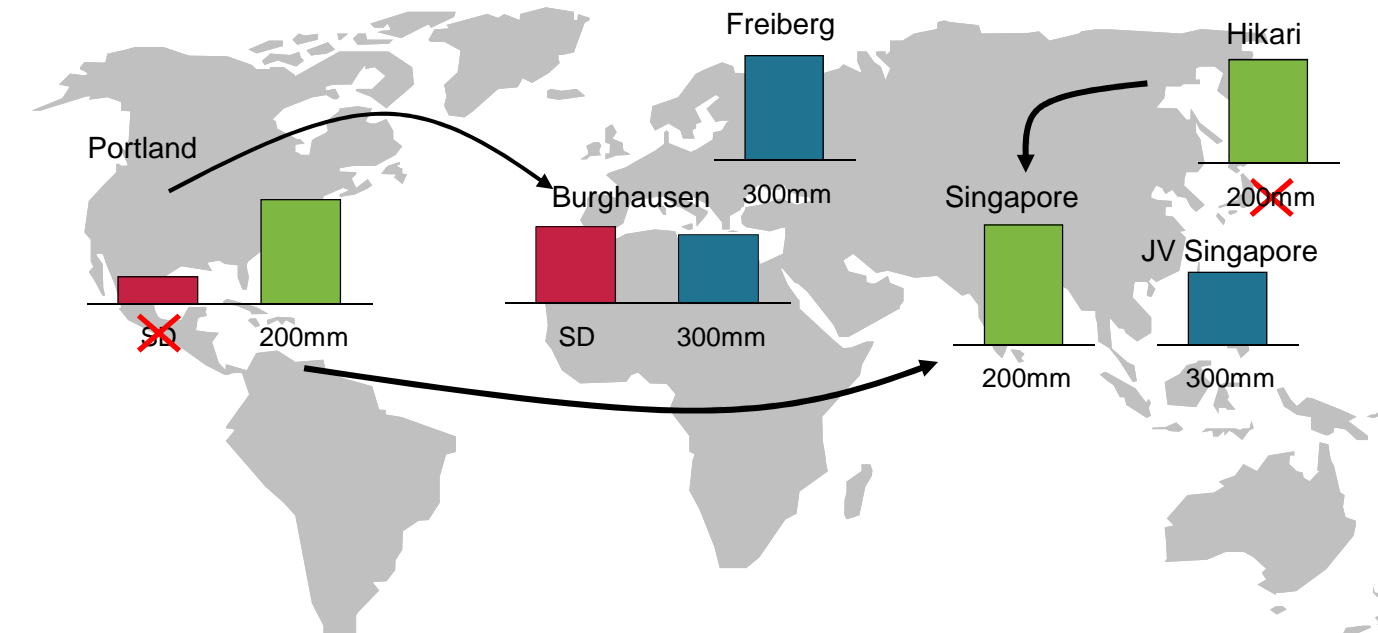 Freiberg
Hikari
Portland
300mm
Burghausen
Singapore
200mm
JV Singapore
SD
200mm
SD
300mm
200mm
300mm